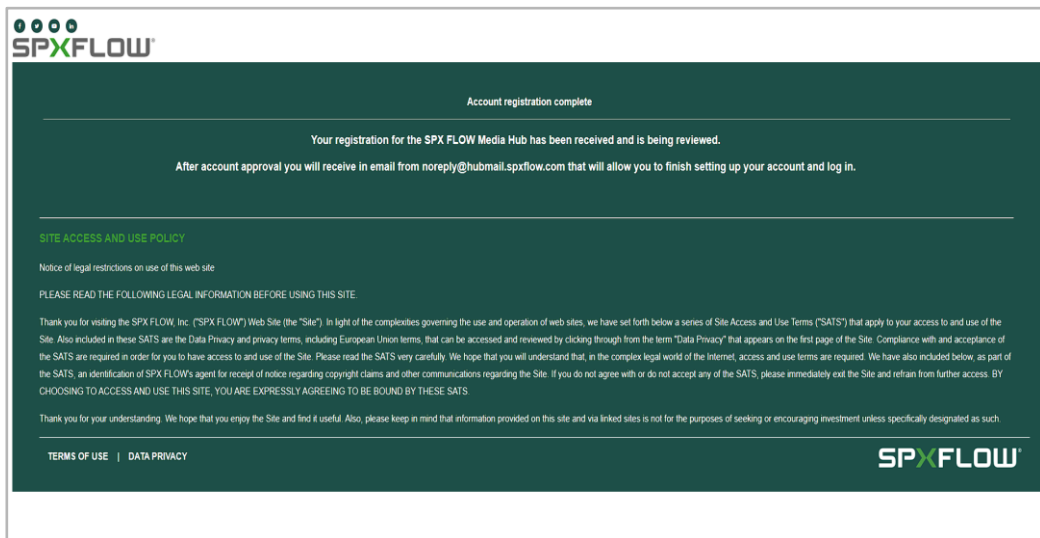 SPXFLOW®
Account registration complete
Your registration for the SPX FLOW Media Hub has been received and is being reviewed.
After account approval you will receive in email from noreply@hubmail.spxflow.com that will allow you to finish setting up your account and log in.
SITE ACCESS AND USE POLICY
Notice of legal restrictions on use of this web site
PLEASE READ THE FOLLOWING LEGAL INFORMATION BEFORE USING THIS SITE.
Thank you for visiting the SPX FLOW, Inc. ("SPX FLOW") Web Site (the "Site"). In light of the complexities governing the use and operation of web sites, we have set forth below a series of Site Access and Use Terms ("SATS") that apply to your access to and use of the
Site. Also included in these SATS are the Data Privacy and privacy terms, including European Union terms, that can be accessed and reviewed by clicking through from the term "Data Privacy" that appears on the first page of the Site. Compliance with and acceptance of
the SATS are required in order for you to have access to and use of the Site. Please read the SATS very carefully. We hope that you will understand that, in the complex legal world of the Internet, access and use terms are required. We have also included below, as part of
the SATS, an identification of SPX FLOW's agent for receipt of notice regarding copyright claims and other communications regarding the Site. If you do not agree with or do not accept any of the SATS, please immediately exit the Site and refrain from further access. BY
CHOOSING TO ACCESS AND USE THIS SITE, YOU ARE EXPRESSLY AGREEING TO BE BOUND BY THESE SATS.
Thank you for your understanding. We hope that you enjoy the Site and find it useful. Also, please keep in mind that information provided on this site and via linked sites is not for the purposes of seeking or encouraging investment unless specifically designated as such.
TERMS OF USE | DATA PRIVACY
SPXFLOW®